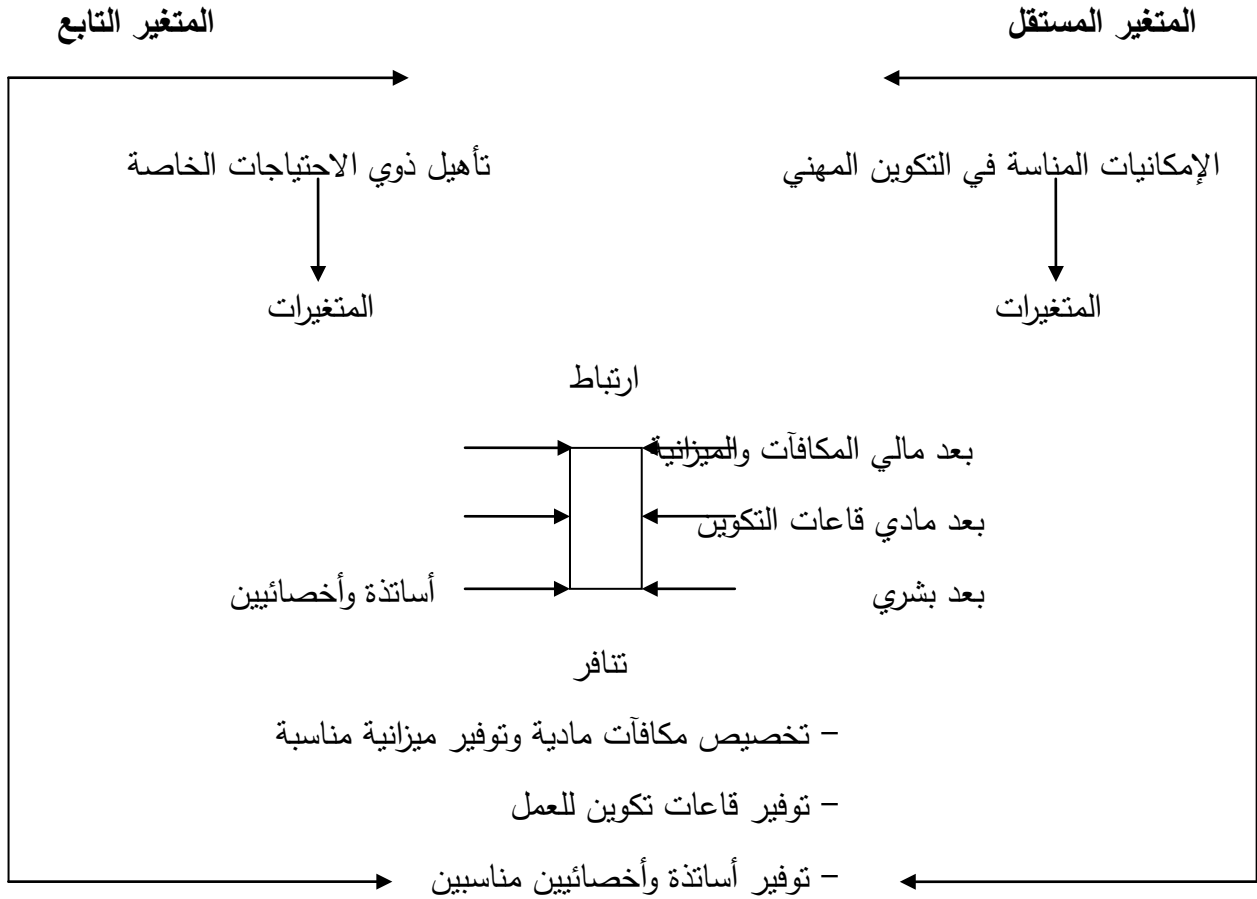 المتغير المستقل المتغير التابع
الإمكانيات المناسة في التكوين المهني تأهيل ذوي الاحتياجات الخاصة
المتغيرات المتغيرات
ارتباط
بعد مالي المكافآت والميزانية
بعد مادي قاعات التكوين
بعد بشري أساتذة وأخصائيين
تنافر
– تخصيص مكافآت مادية وتوفير ميزانية مناسبة
– توفير قاعات تكوين للعمل
– توفير أساتذة وأخصائيين مناسبين